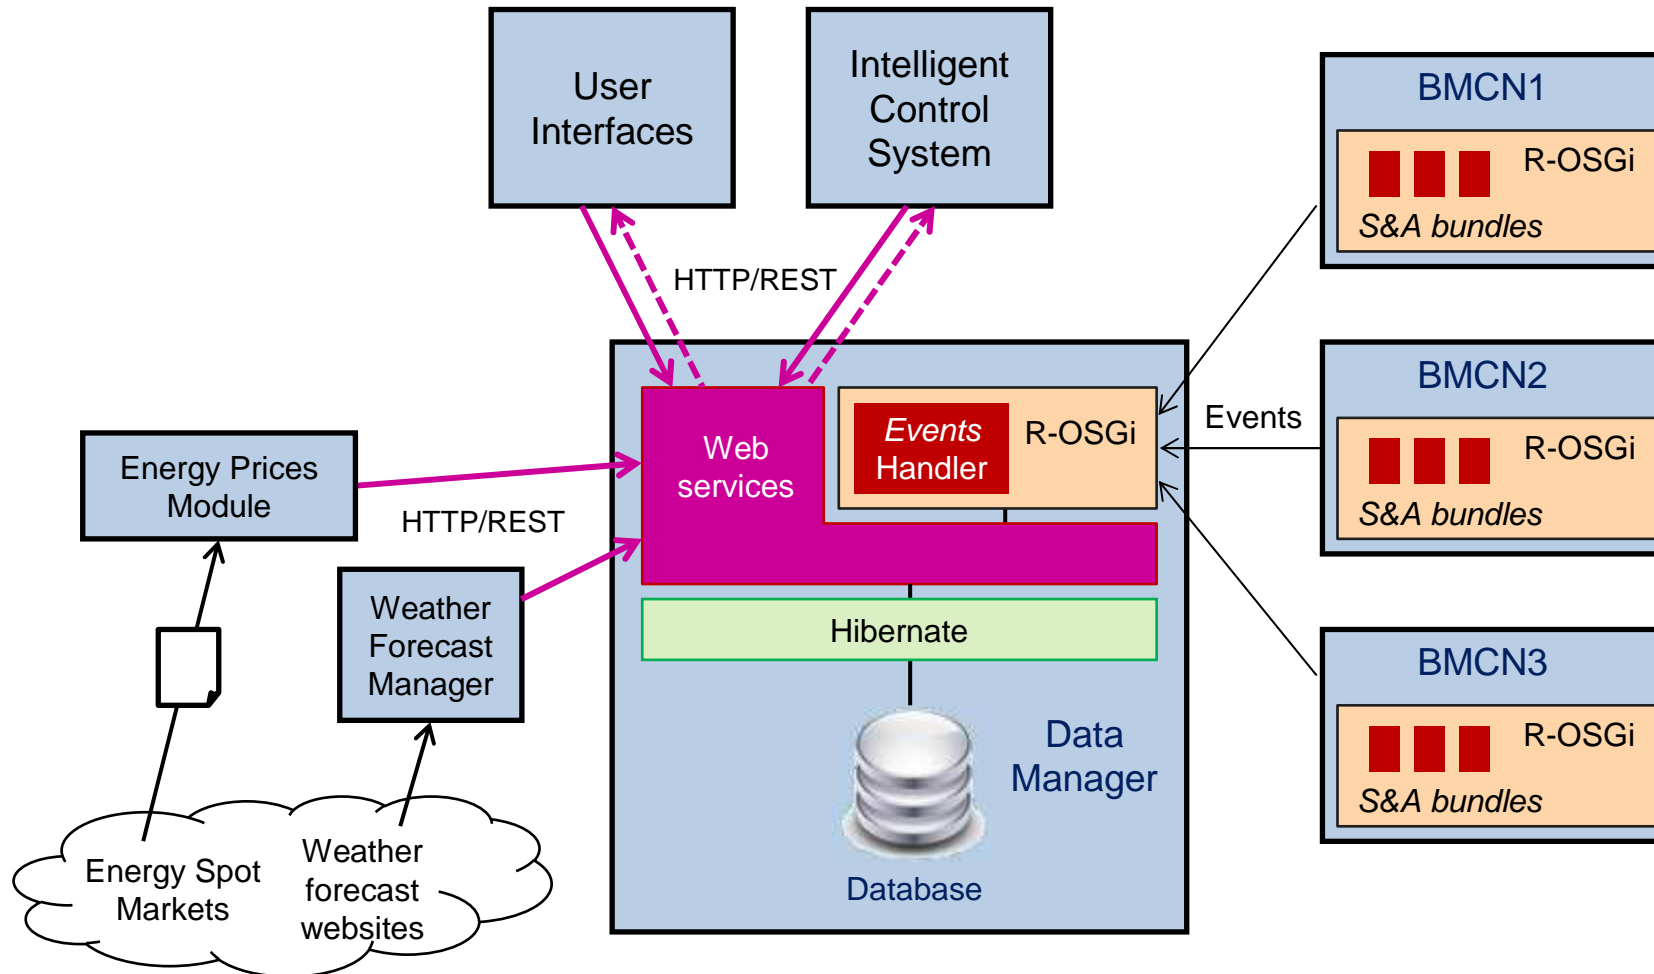 User
Interfaces
Intelligent
Control
System
BMCN1
R-OSGi
S&A bundles
HTTP/REST
BMCN2
R-OSGi
S&A bundles
Events
Web
services
Events
Handler
R-OSGi
Energy Prices
Module
HTTP/REST
Weather
Forecast
Manager
Hibernate
BMCN3
R-OSGi
S&A bundles
Data
Manager
Database
Energy Spot
Markets
Weather
forecast
websites